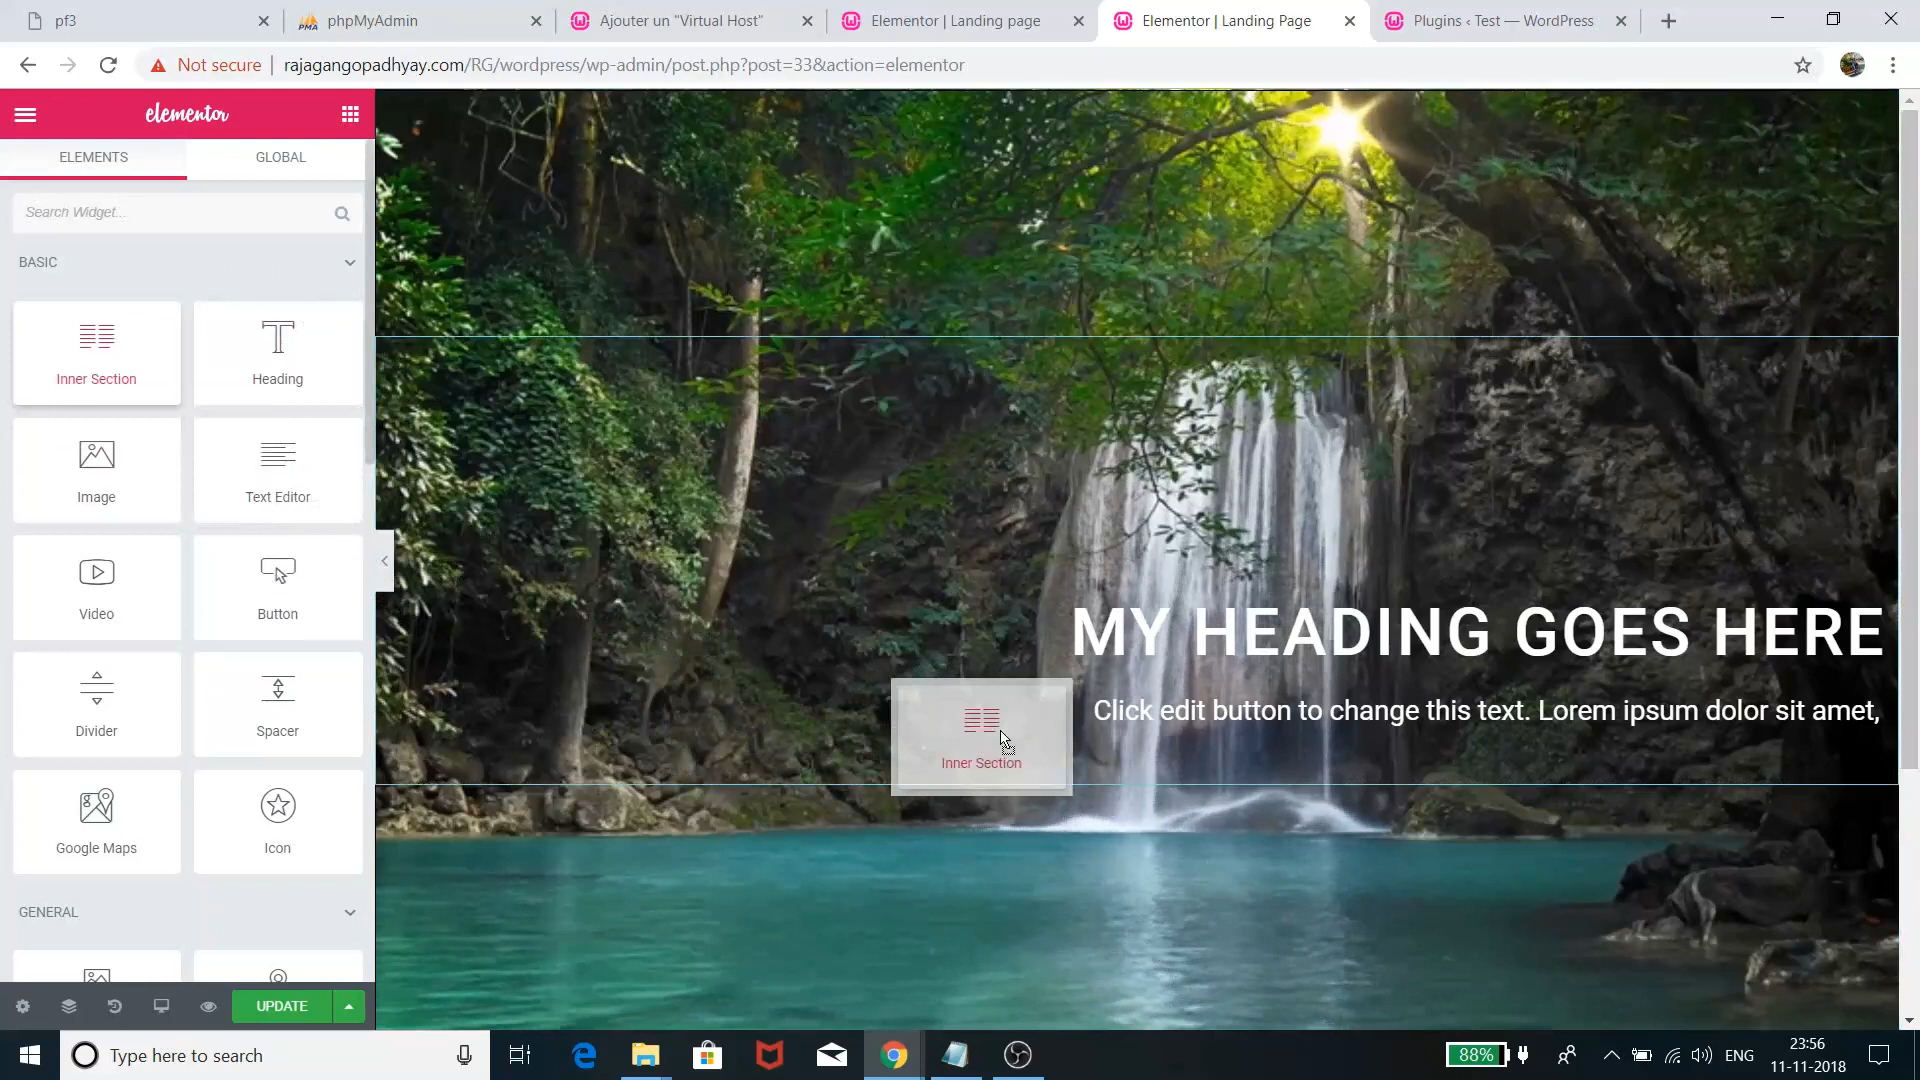 pf3
phpMyAdmin
Ajouter un "Virtual Host"
Elementor | Landing page
Elementor | Landing Page
Plugins ‹ Test — WordPress
Not secure
rajagangopadhyay.com/RG/wordpress/wp-admin/post.php?post=33&action=elementor
elementor
ELEMENTS
GLOBAL
Search Widget...
BASIC
Inner Section
Heading
Image
Text Editor
Video
Button
Divider
Spacer
Google Maps
Icon
GENERAL
UPDATE
MY HEADING GOES HERE
Click edit button to change this text. Lorem ipsum dolor sit amet,
Inner Section
Type here to search
88%
ENG
23:56
11-11-2018